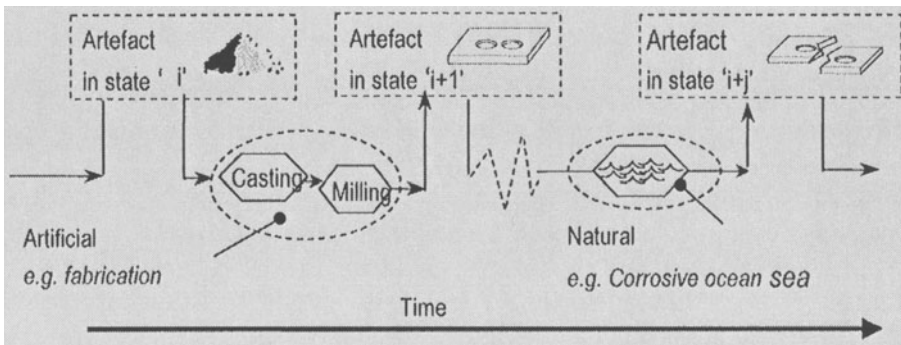 Artefact
in state ‘ i’
Artefact
in state ‘i+1’
Artefact
in state ‘i+j’
Casting
Milling
Artificial
e.g. fabrication
Natural
e.g. Corrosive ocean sea
Time